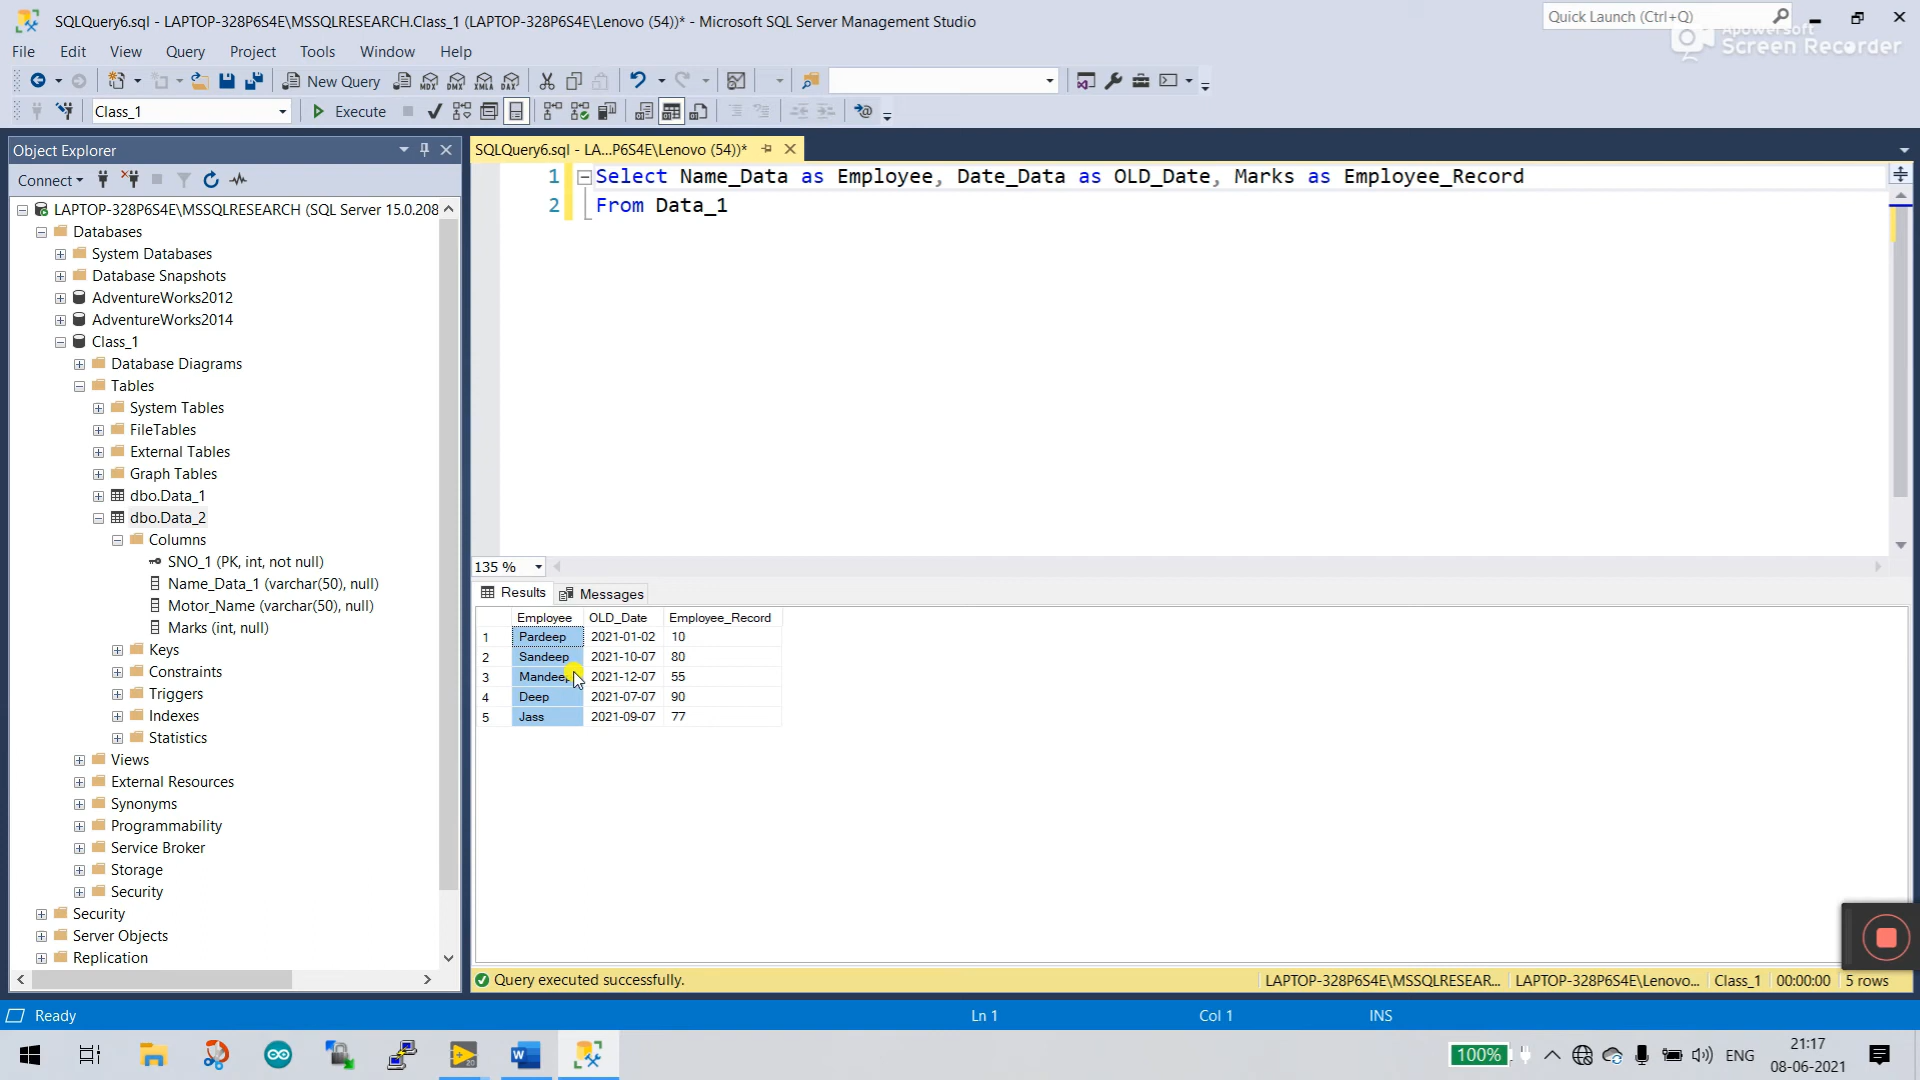 SQLQuery6.sql - LAPTOP-328P6S4E\MSSQLRESEARCH.Class_1 (LAPTOP-328P6S4E\Lenovo (54))* - Microsoft SQL Server Management Studio
Quick Launch (Ctrl+Q)
Apowersoft
Screen Recorder
File Edit View Query Project Tools Window Help
New Query
MDX DMX XMLA DAX
Class_1
Execute
Object Explorer
SQLQuery6.sql - LA...P6S4E\Lenovo (54))*
Connect
LAPTOP-328P6S4E\MSSQLRESEARCH (SQL Server 15.0.208
Databases
System Databases
Database Snapshots
AdventureWorks2012
AdventureWorks2014
Class_1
Database Diagrams
Tables
System Tables
FileTables
External Tables
Graph Tables
dbo.Data_1
dbo.Data_2
Columns
SNO_1 (PK, int, not null)
Name_Data_1 (varchar(50), null)
Motor_Name (varchar(50), null)
Marks (int, null)
Keys
Constraints
Triggers
Indexes
Statistics
Views
External Resources
Synonyms
Programmability
Service Broker
Storage
Security
Security
Server Objects
Replication
1 Select Name_Data as Employee, Date_Data as OLD_Date, Marks as Employee_Record
2 From Data_1
135 %
Results Messages
Employee OLD_Date Employee_Record
1 Pardeep 2021-01-02 10
2 Sandeep 2021-10-07 80
3 Mandeep 2021-12-07 55
4 Deep 2021-07-07 90
5 Jass 2021-09-07 77
Query executed successfully.
LAPTOP-328P6S4E\MSSQLRESEAR... LAPTOP-328P6S4E\Lenovo... Class_1 00:00:00 5 rows
Ready Ln 1 Col 1 INS
100% ENG
21:17
08-06-2021